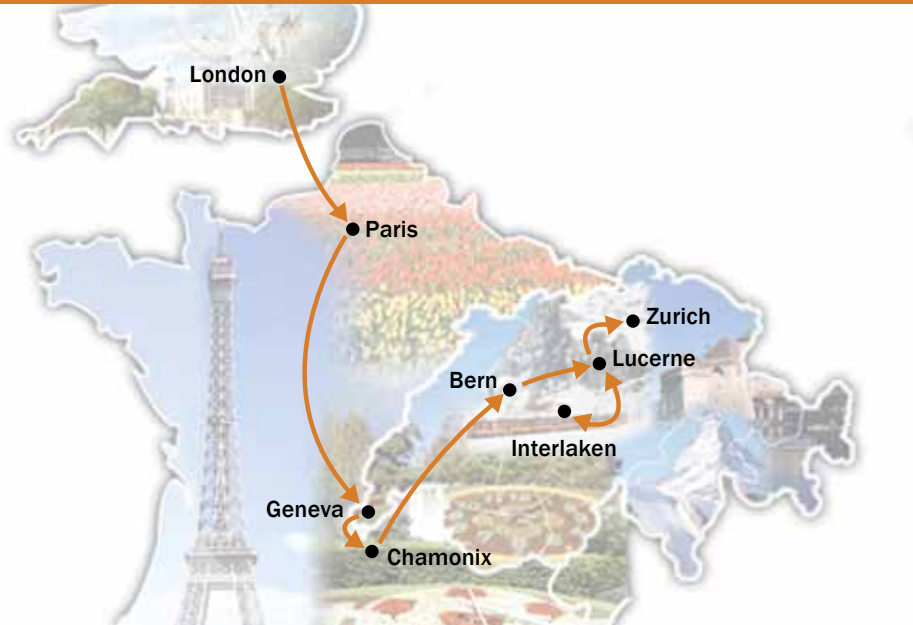 London
Paris
Zurich
Lucerne
Bern
Interlaken
Geneva
Chamonix